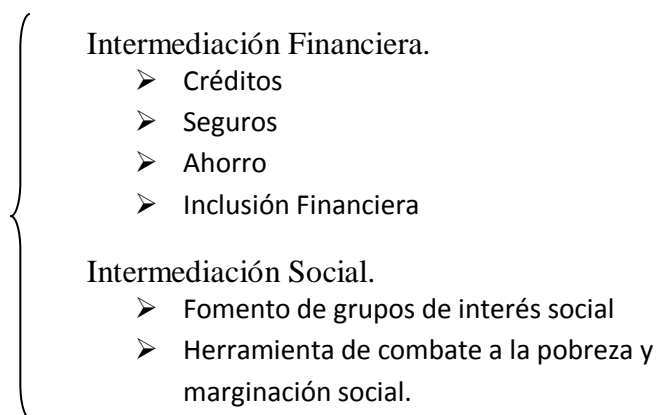 Intermediación Financiera.
➢ Créditos
➢ Seguros
➢ Ahorro
➢ Inclusión Financiera
Intermediación Social.
➢ Fomento de grupos de interés social
➢ Herramienta de combate a la pobreza y
marginación social.